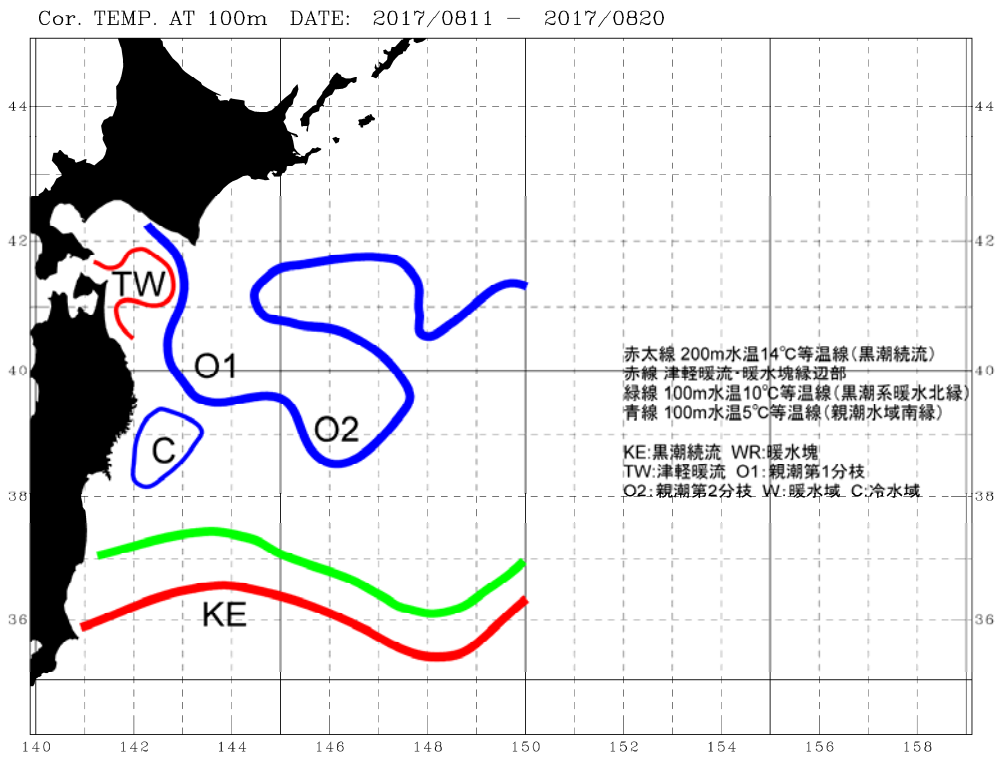 Cor. TEMP. AT 100m DATE: 2017/0811 － 2017/0820
44 44
42 42
TW
O1
赤太線 200m水温14℃等温線(黒潮続流)
40 40
赤線 津軽暖流・暖水塊縁辺部
緑線 100m水温10℃等温線(黒潮系暖水北縁)
青線 100m水温5℃等温線(親潮水域南縁)
O2
C
KE:黒潮続流 WR:暖水塊
TW:津軽暖流 O1:親潮第1分枝
O2:親潮第2分枝 W:暖水域 C:冷水域
38 38
KE
36 36
140 142 144 146 148 150 152 154 156 158